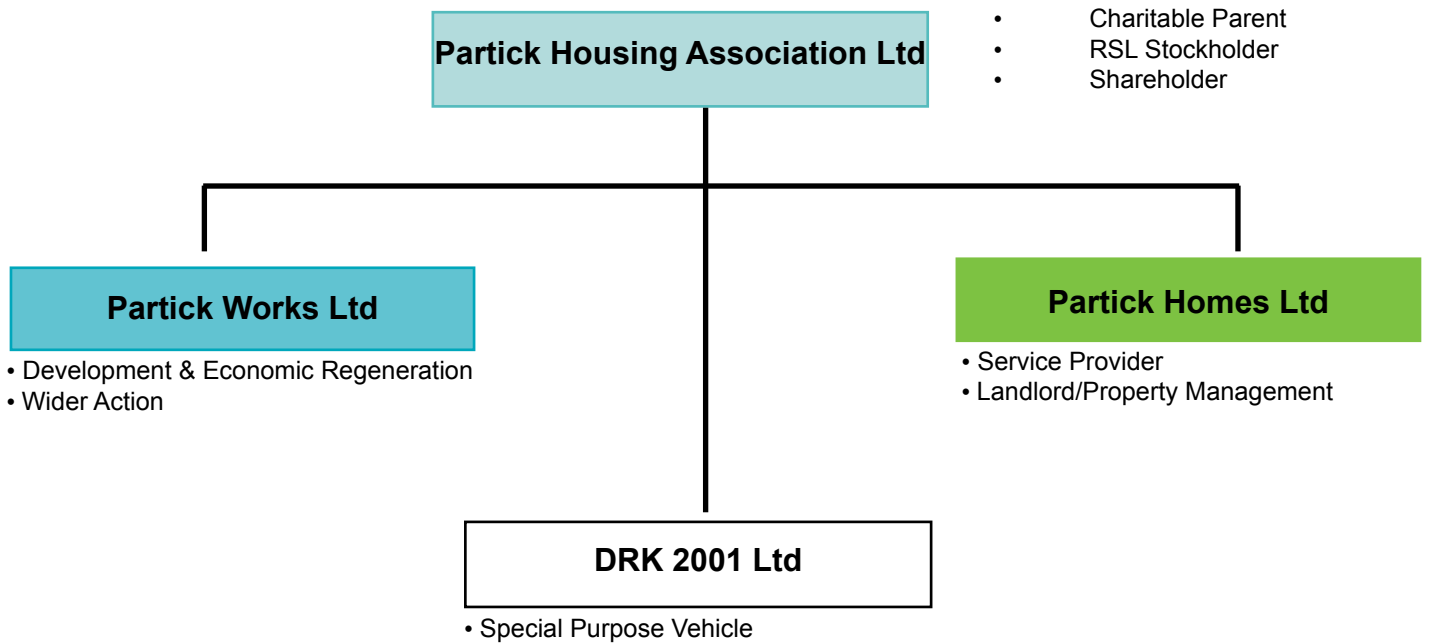 Partick Housing Association Ltd
• Charitable Parent
• RSL Stockholder
• Shareholder
Partick Works Ltd
• Development & Economic Regeneration
• Wider Action
Partick Homes Ltd
• Service Provider
• Landlord/Property Management
DRK 2001 Ltd
• Special Purpose Vehicle